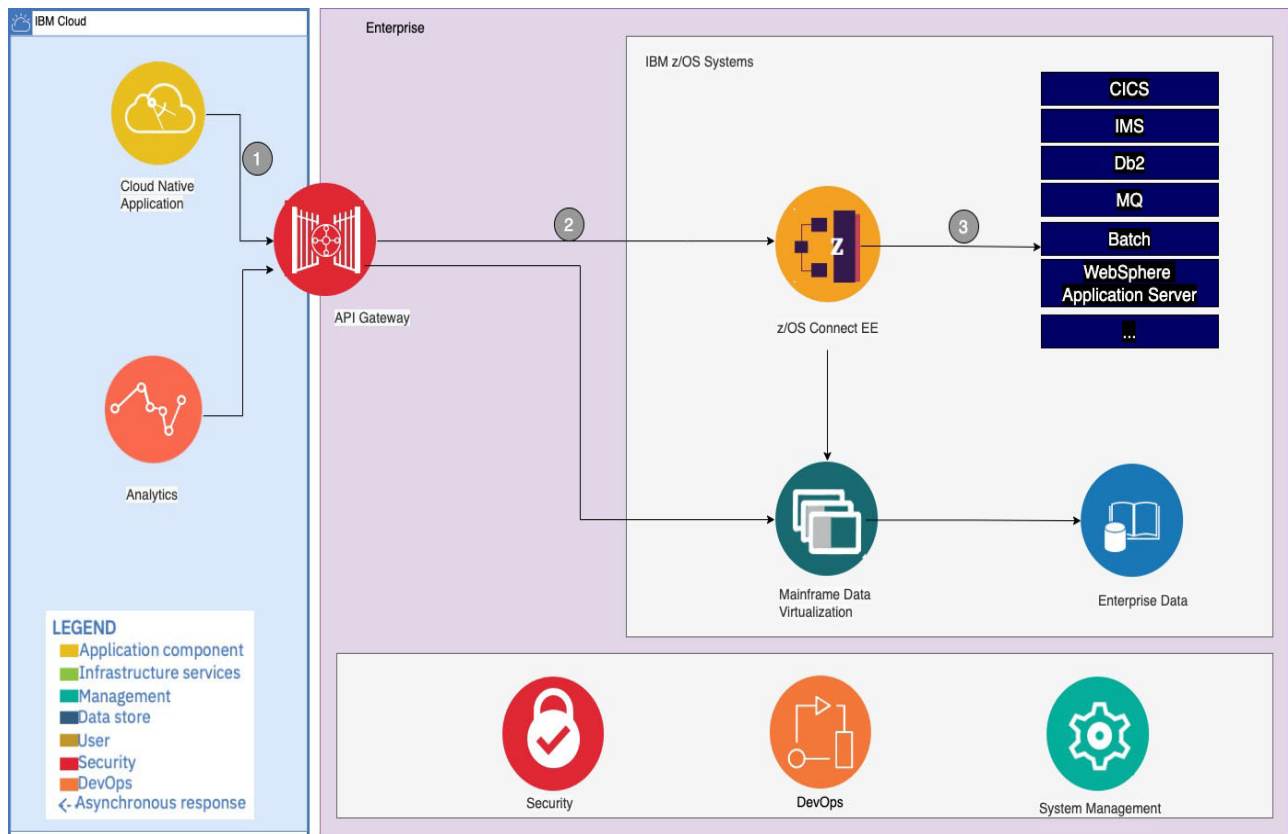 IBM Cloud
Cloud Native
Application
1
Analytics
LEGEND
Application component
Infrastructure services
Management
Data store
User
Security
DevOps
Asynchronous response
Enterprise
API Gateway
2
IBM z/OS Systems
Z
z/OS Connect EE
3
CICS
IMS
Db2
MQ
Batch
WebSphere
Application Server
...
Mainframe Data
Virtualization
Enterprise Data
Security
DevOps
System Management